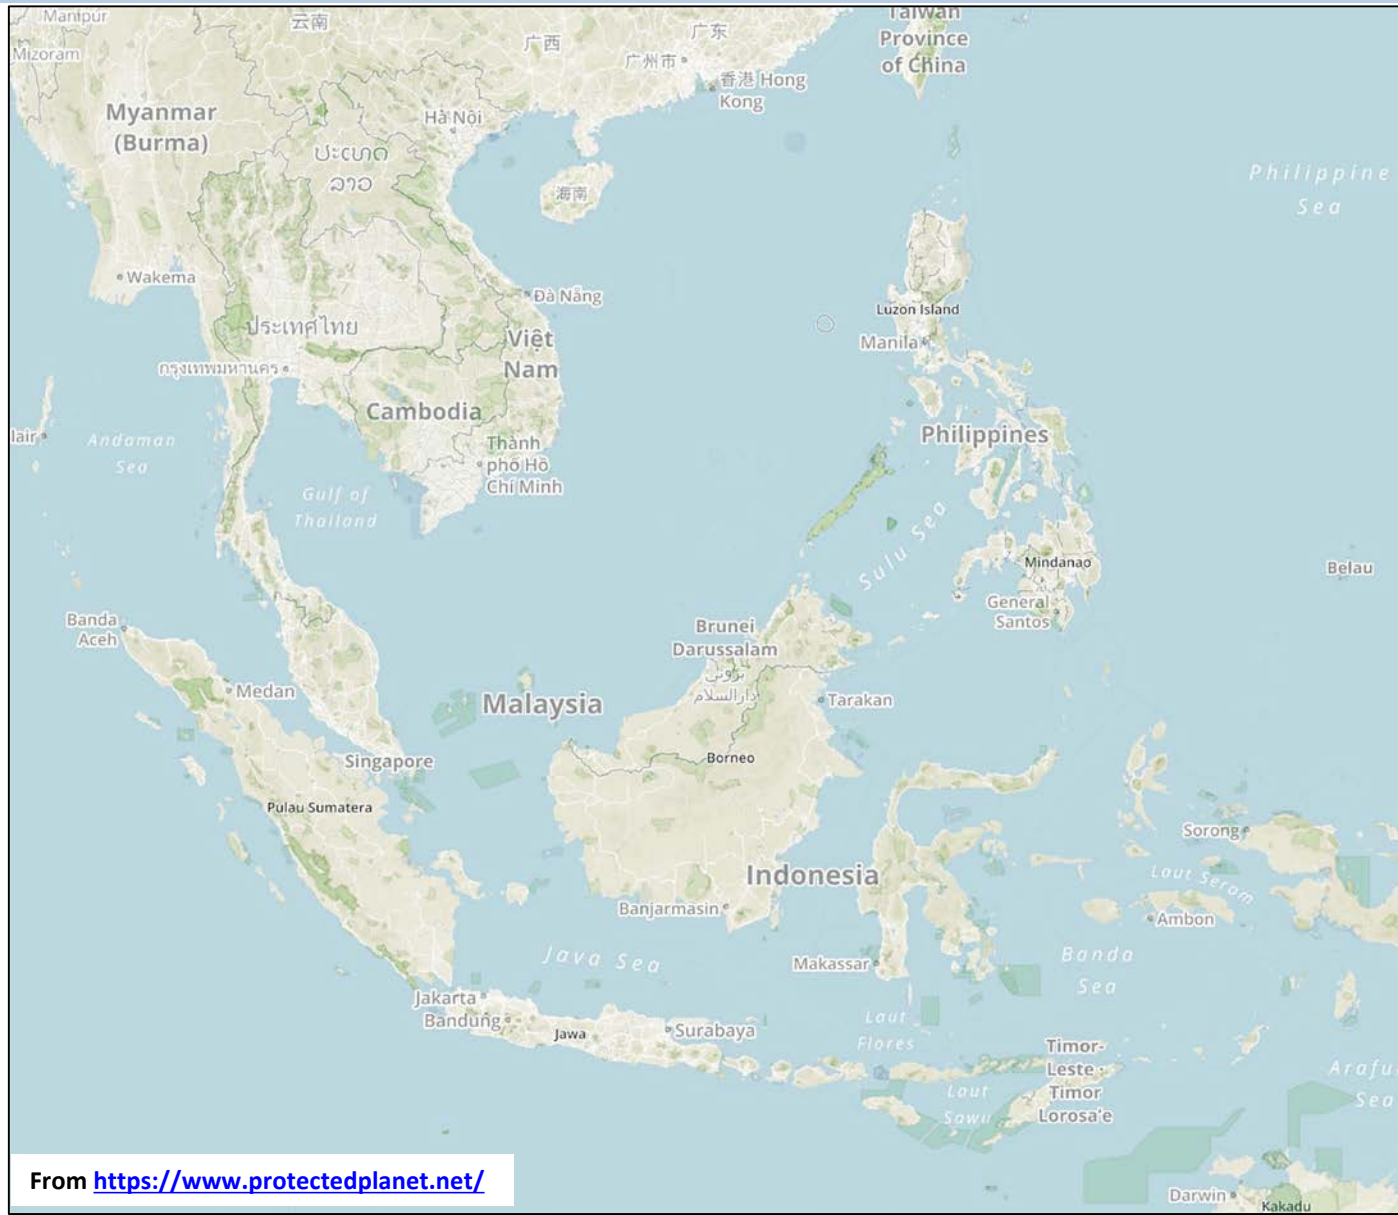 Manipur
云南
Taiwan
Province
of China
广东
广西
Mizoram
广州市
香港 Hong
Kong
Myanmar
(Burma)
Hà Nội
ປະເທດ
ລາວ
海南
Philippine
Sea
Wakema
Đà Nẵng
Luzon Island
ประเทศไทย
Việt
Nam
Manila
กรุงเทพมหานคร
Cambodia
lair
Andaman
Sea
Philippines
Thành
phố Hồ
Chí Minh
Gulf of
Thailand
Sulu Sea
Mindanao
Belau
General
Santos
Banda
Aceh
Brunei
Darussalam
بروني
دارالسلام
Medan
Malaysia
Tarakan
Singapore
Borneo
Pulau Sumatera
Sorong
Indonesia
Laut Seram
Banjarmasin
Ambon
Java Sea
Makassar
Banda
Sea
Jakarta
Bandung
Jawa
Surabaya
Laut
Flores
Timor-
Leste
Timor
Lorosa'e
Laut
Sawu
Arafu
Sea
From https://www.protectedplanet.net/
Darwin
Kakadu